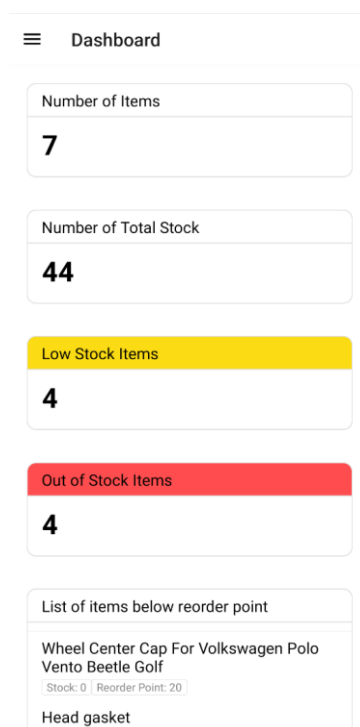 Dashboard
Number of Items
7
Number of Total Stock
44
Low Stock Items
4
Out of Stock Items
4
List of items below reorder point
Wheel Center Cap For Volkswagen Polo
Vento Beetle Golf
Stock: 0 Reorder Point: 20
Head gasket